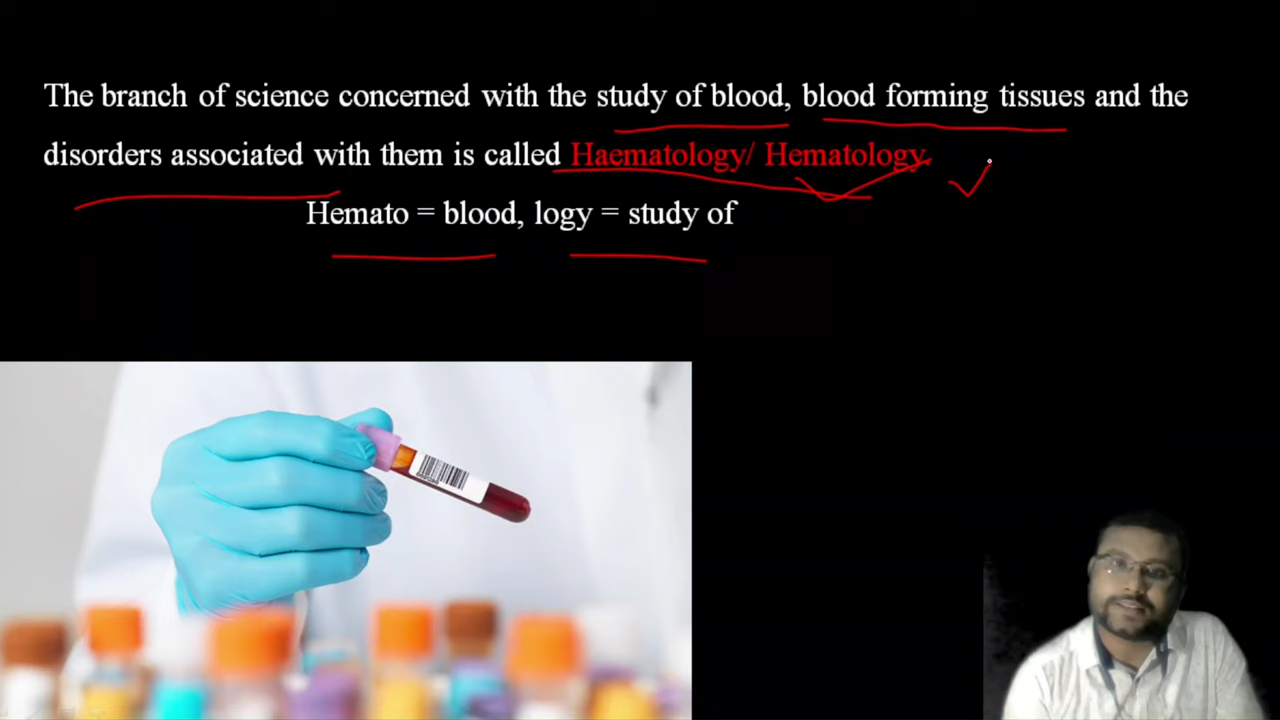 The branch of science concerned with the study of blood, blood forming tissues and the
disorders associated with them is called Haematology/ Hematology.
Hemato = blood, logy = study of